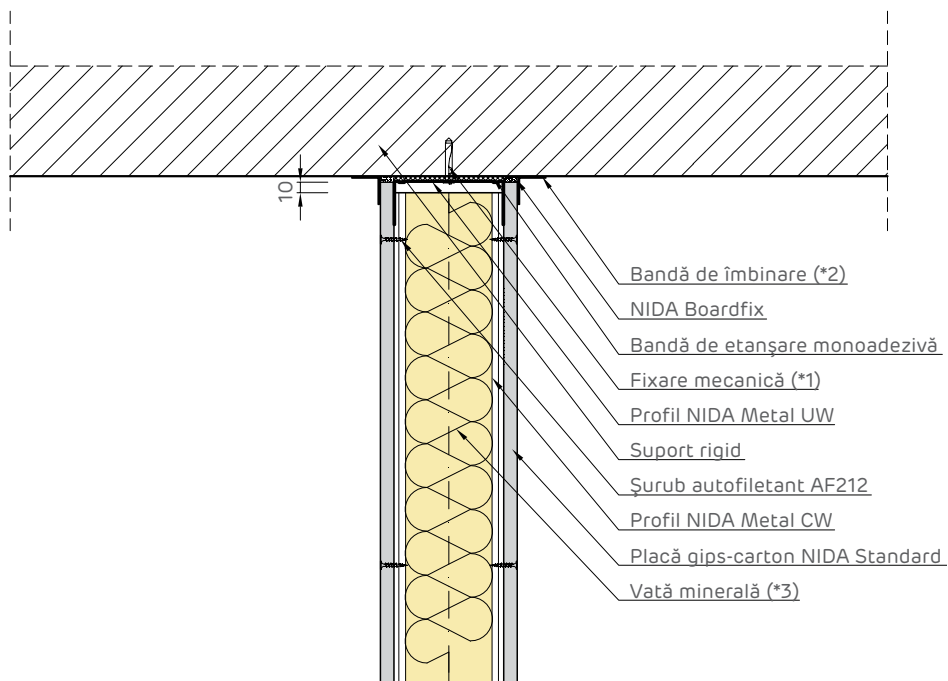 10
Bandă de îmbinare (*2)
NIDA Boardfix
Bandă de etanșare monoadezivă
Fixare mecanică (*1)
Profil NIDA Metal UW
Suport rigid
Șurub autofiletant AF212
Profil NIDA Metal CW
Placă gips-carton NIDA Standard
Vată minerală (*3)